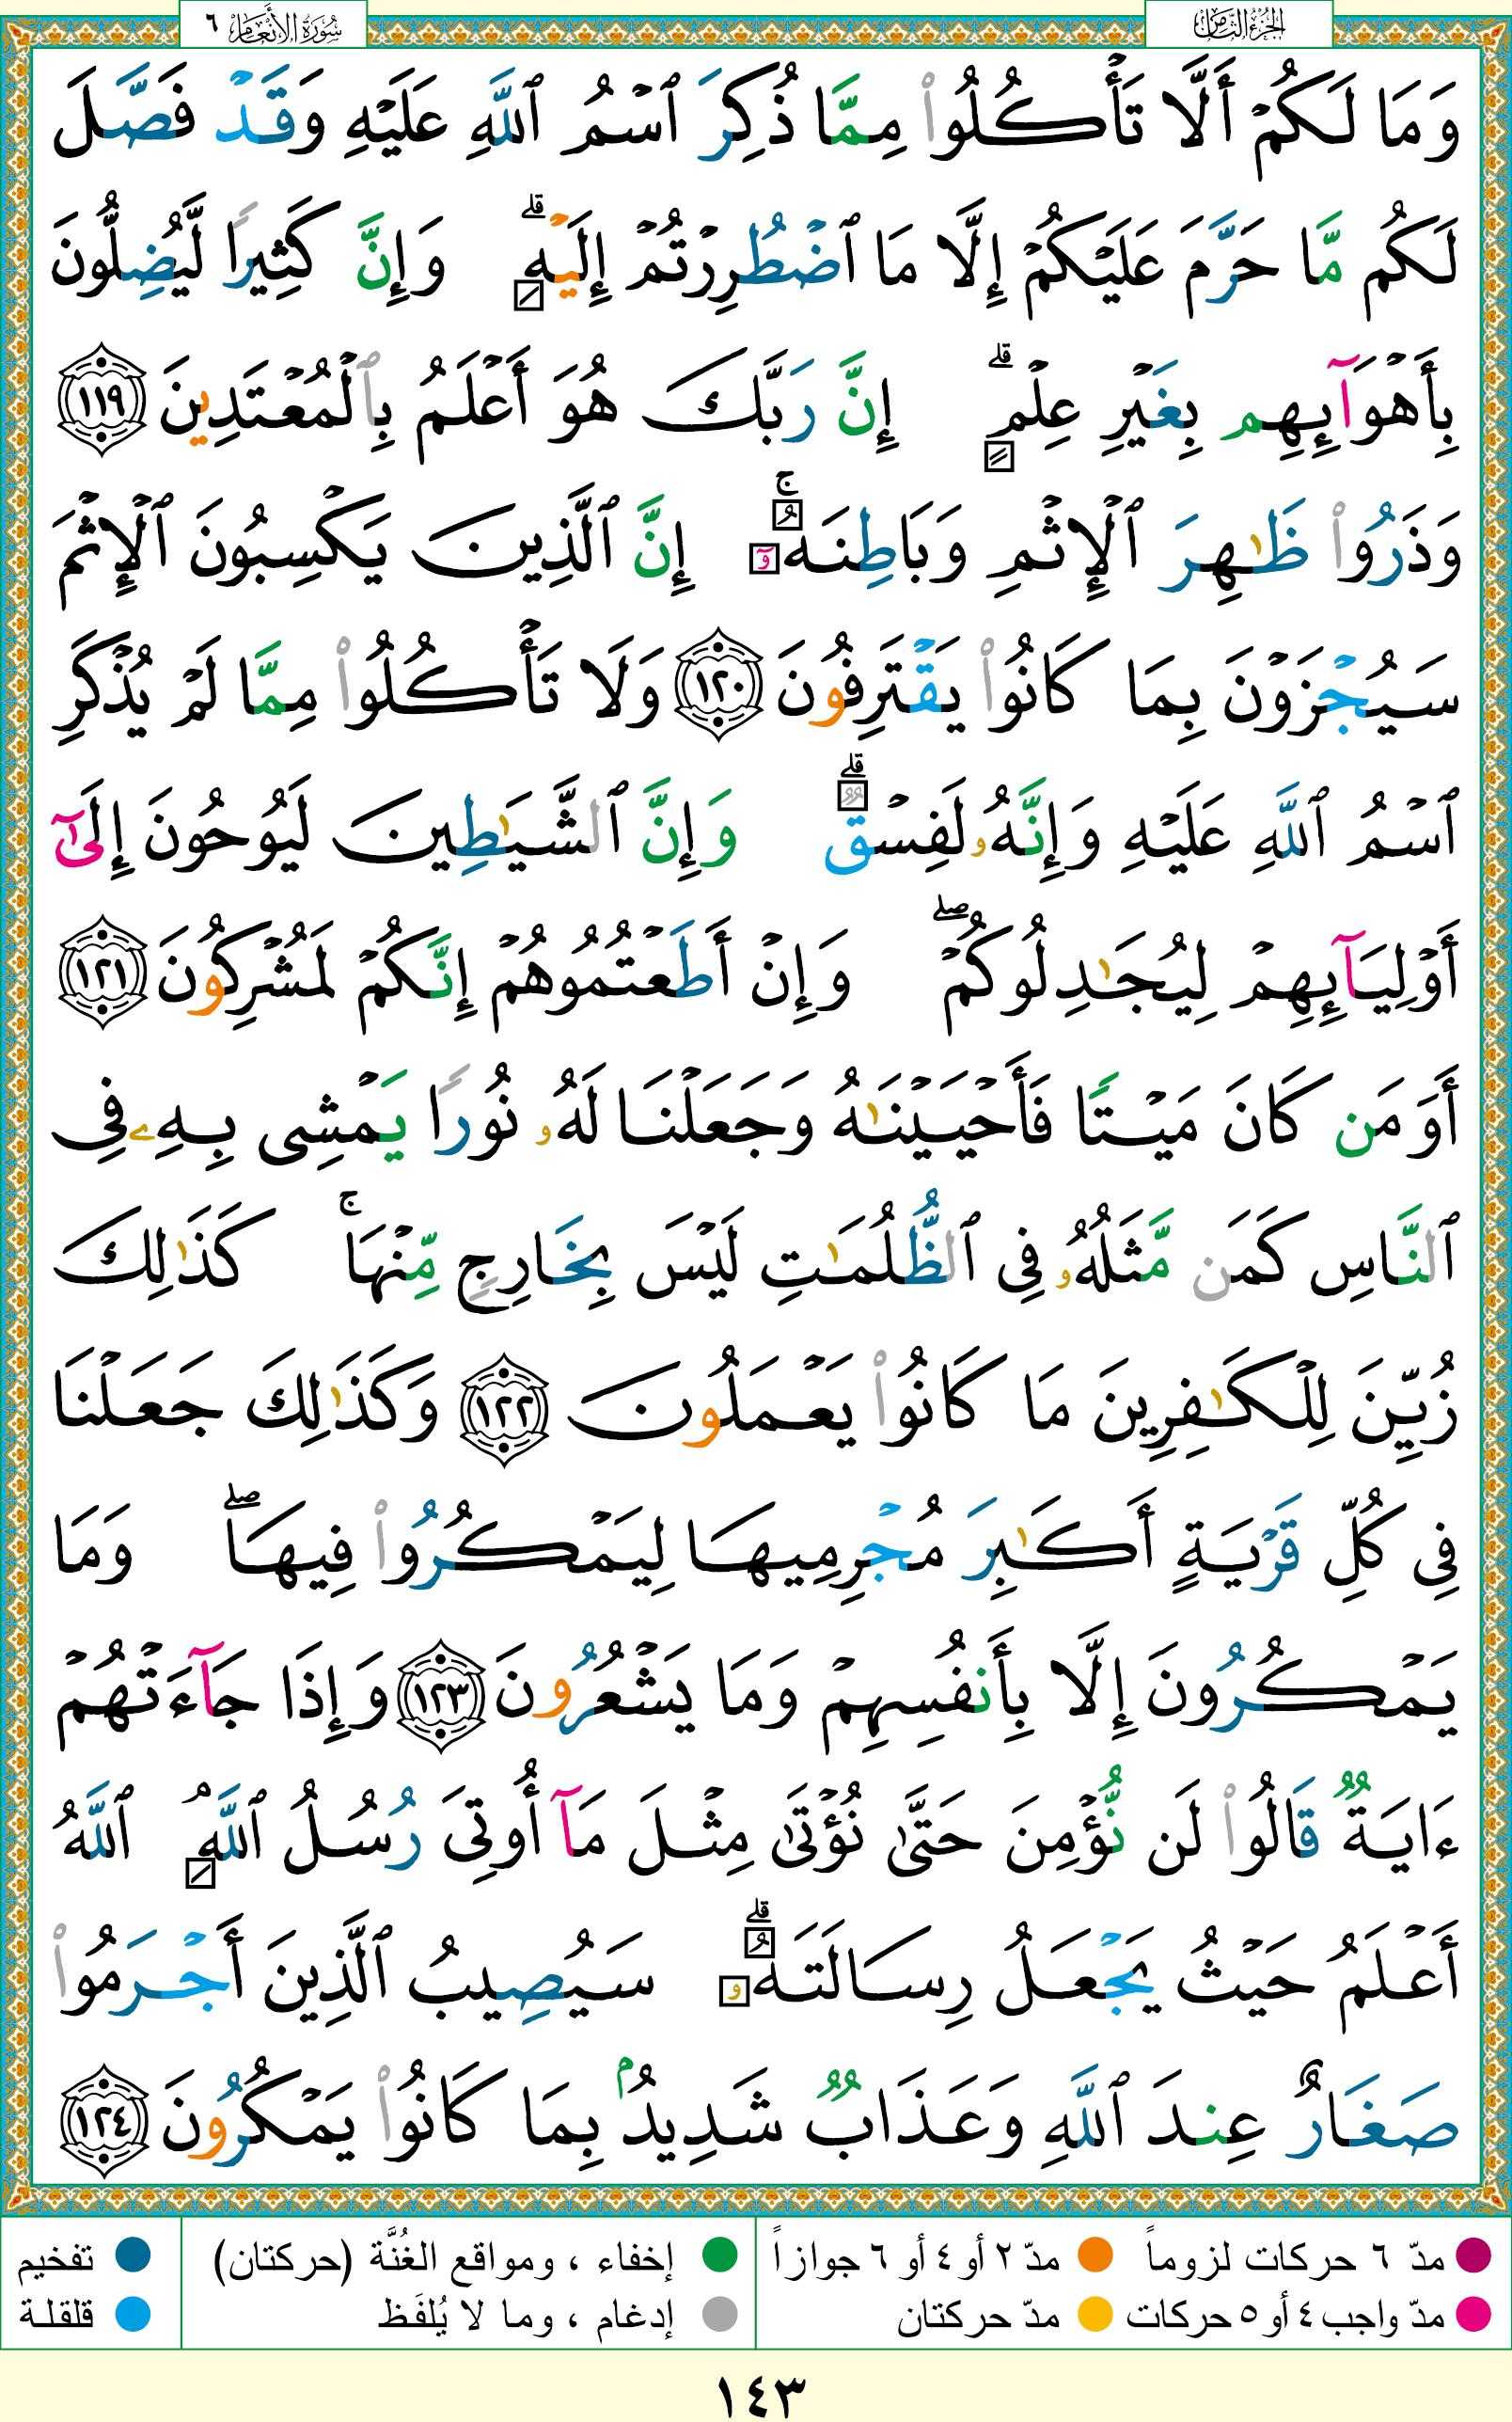 الجزء الثامن
سورة الأنعام ٦
وَمَا لَكُمْ أَلَّا تَأْكُلُوا۟ مِمَّا ذُكِرَ ٱسْمُ ٱللَّهِ عَلَيْهِ وَقَدْ فَصَّلَ
لَكُم مَّا حَرَّمَ عَلَيْكُمْ إِلَّا مَا ٱضْطُرِرْتُمْ إِلَيْهِ ۗ وَإِنَّ كَثِيرًا لَّيُضِلُّونَ
بِأَهْوَآئِهِم بِغَيْرِ عِلْمٍ ۗ إِنَّ رَبَّكَ هُوَ أَعْلَمُ بِٱلْمُعْتَدِينَ ١١٩
وَذَرُوا۟ ظَـٰهِرَ ٱلْإِثْمِ وَبَاطِنَهُۥٓ ۚ إِنَّ ٱلَّذِينَ يَكْسِبُونَ ٱلْإِثْمَ
سَيُجْزَوْنَ بِمَا كَانُوا۟ يَقْتَرِفُونَ ١٢٠ وَلَا تَأْكُلُوا۟ مِمَّا لَمْ يُذْكَرِ
ٱسْمُ ٱللَّهِ عَلَيْهِ وَإِنَّهُۥ لَفِسْقٌ ۗ وَإِنَّ ٱلشَّيَـٰطِينَ لَيُوحُونَ إِلَىٰٓ
أَوْلِيَآئِهِمْ لِيُجَـٰدِلُوكُمْ ۖ وَإِنْ أَطَعْتُمُوهُمْ إِنَّكُمْ لَمُشْرِكُونَ ١٢١
أَوَمَن كَانَ مَيْتًا فَأَحْيَيْنَـٰهُ وَجَعَلْنَا لَهُۥ نُورًا يَمْشِى بِهِۦ فِى
ٱلنَّاسِ كَمَن مَّثَلُهُۥ فِى ٱلظُّلُمَـٰتِ لَيْسَ بِخَارِجٍ مِّنْهَا ۚ كَذَٰلِكَ
زُيِّنَ لِلْكَـٰفِرِينَ مَا كَانُوا۟ يَعْمَلُونَ ١٢٢ وَكَذَٰلِكَ جَعَلْنَا
فِى كُلِّ قَرْيَةٍ أَكَـٰبِرَ مُجْرِمِيهَا لِيَمْكُرُوا۟ فِيهَا ۖ وَمَا
يَمْكُرُونَ إِلَّا بِأَنفُسِهِمْ وَمَا يَشْعُرُونَ ١٢٣ وَإِذَا جَآءَتْهُمْ
ءَايَةٌ قَالُوا۟ لَن نُّؤْمِنَ حَتَّىٰ نُؤْتَىٰ مِثْلَ مَآ أُوتِىَ رُسُلُ ٱللَّهِ ۘ ٱللَّهُ
أَعْلَمُ حَيْثُ يَجْعَلُ رِسَالَتَهُۥ ۗ سَيُصِيبُ ٱلَّذِينَ أَجْرَمُوا۟
صَغَارٌ عِندَ ٱللَّهِ وَعَذَابٌ شَدِيدٌۢ بِمَا كَانُوا۟ يَمْكُرُونَ ١٢٤
مدّ ٦ حركات لزوماً مدّ ٢ أو ٤ أو ٦ جوازاً إخفاء ، ومواقع الغُنَّة (حركتان) تفخيم
مدّ واجب ٤ أو ٥ حركات مدّ حركتان إدغام ، وما لا يُلفَظ قلقلة
١٤٣